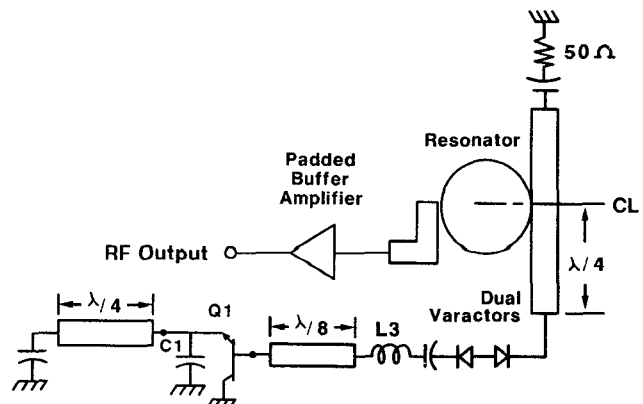 50 Ω
Resonator
Padded
Buffer
Amplifier
CL
RF Output
λ/4
λ/4
Dual
Varactors
Q1
C1
λ/8
L3